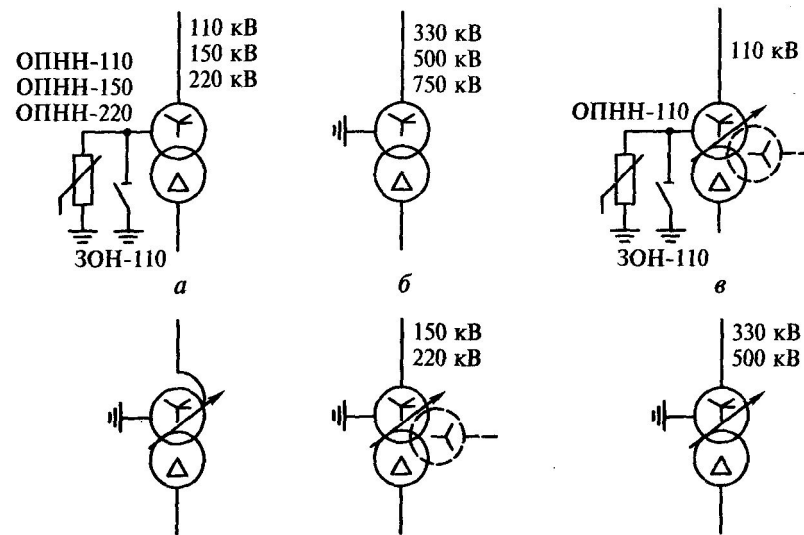 110 кВ
150 кВ
220 кВ
ОПНН-110
ОПНН-150
ОПНН-220
ЗОН-110
а
330 кВ
500 кВ
750 кВ
б
110 кВ
ОПНН-110
ЗОН-110
в
150 кВ
220 кВ
330 кВ
500 кВ